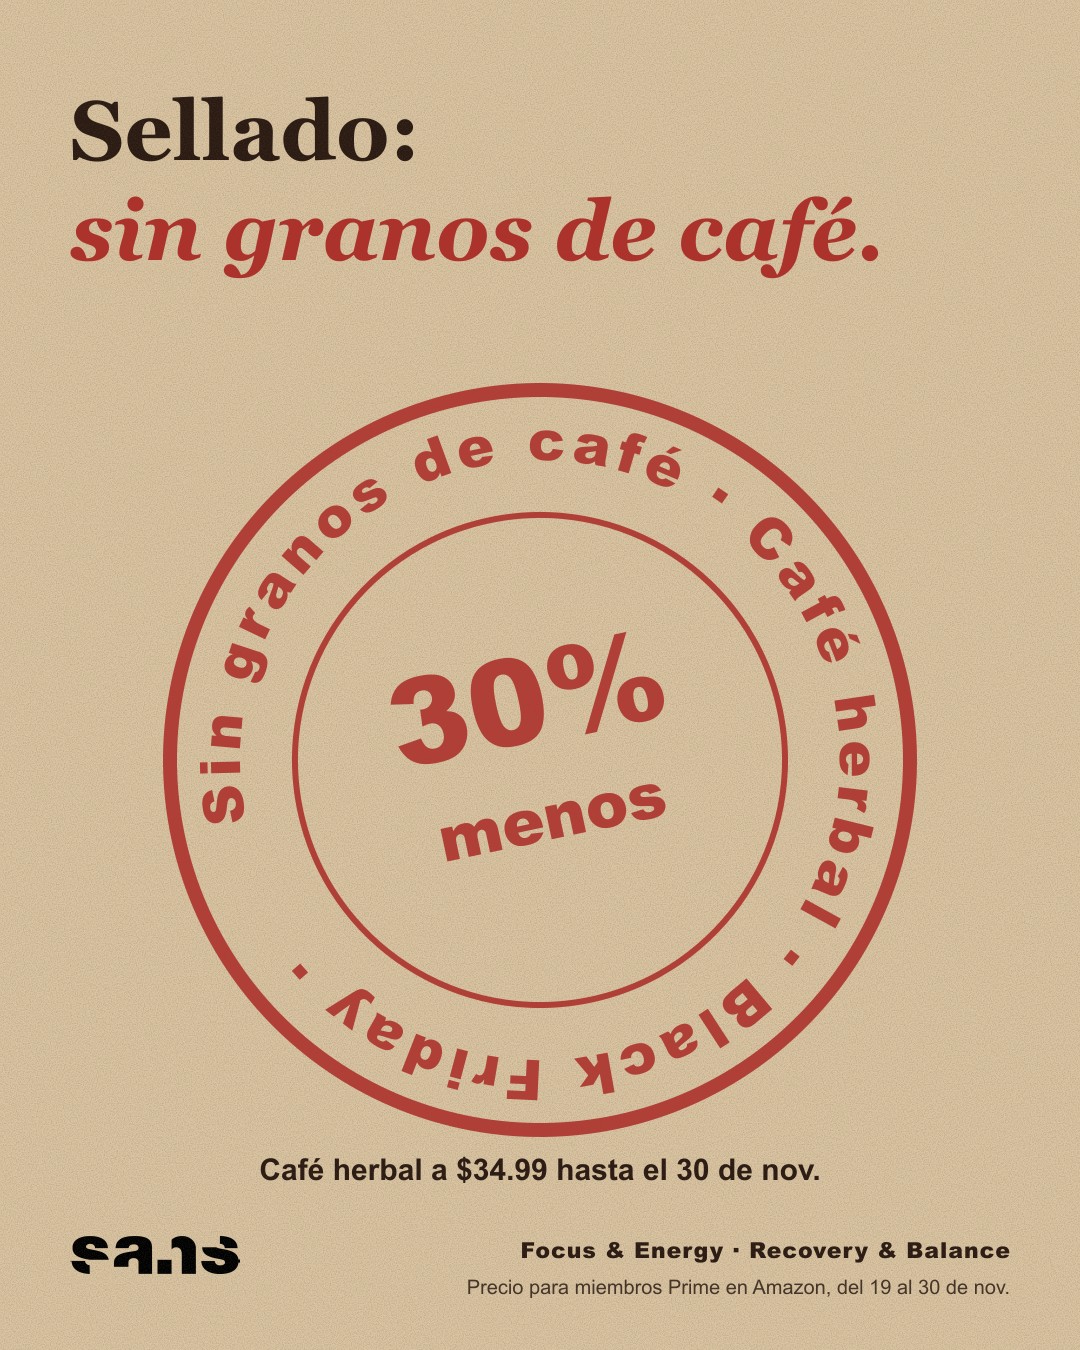 Sellado:
sin granos de café.
Sin granos de café · Café herbal · Black Friday ·
30%
menos
Café herbal a $34.99 hasta el 30 de nov.
sans
Focus & Energy · Recovery & Balance
Precio para miembros Prime en Amazon, del 19 al 30 de nov.